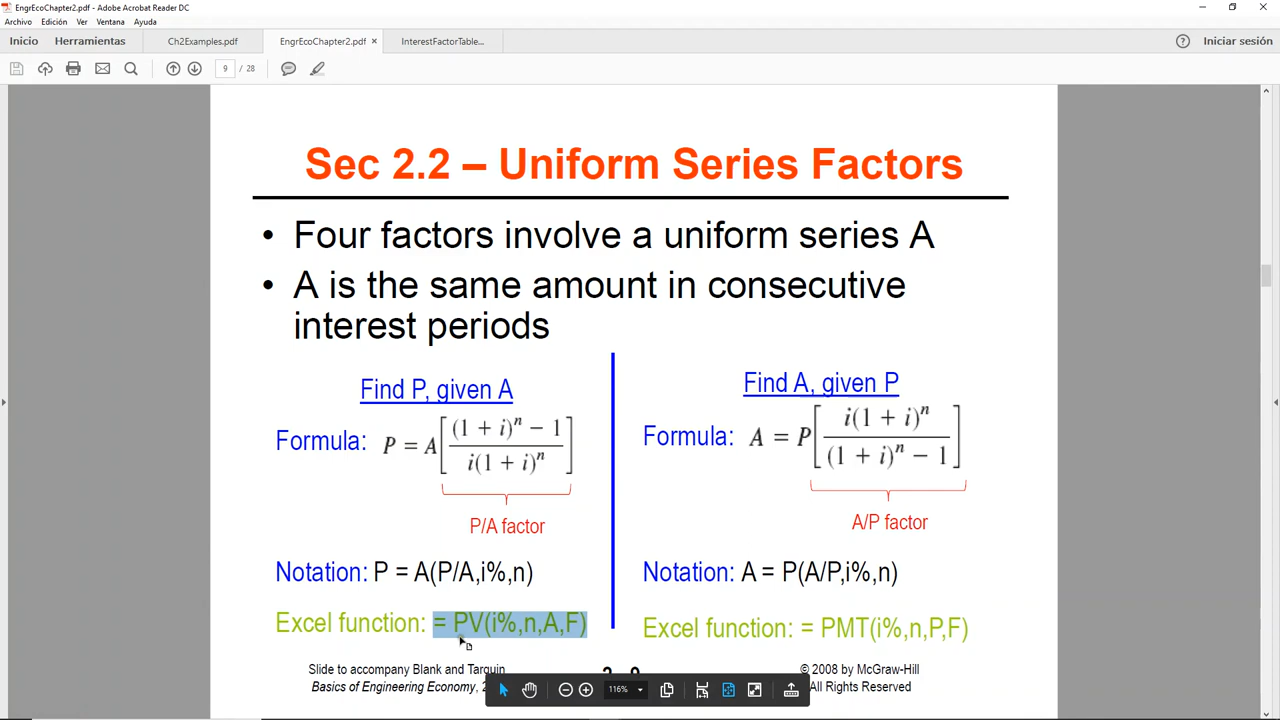 EngrEcoChapter2.pdf - Adobe Acrobat Reader DC
Archivo Edición Ver Ventana Ayuda
Inicio Herramientas Ch2Examples.pdf EngrEcoChapter2.pdf × InterestFactorTable... ? Iniciar sesión
9 / 28
Sec 2.2 – Uniform Series Factors
• Four factors involve a uniform series A
• A is the same amount in consecutive
interest periods
Find P, given A
Formula: P = A[((1 + i)^n − 1) / (i(1 + i)^n)]
P/A factor
Notation: P = A(P/A,i%,n)
Excel function: = PV(i%,n,A,F)
Find A, given P
Formula: A = P[(i(1 + i)^n) / ((1 + i)^n − 1)]
A/P factor
Notation: A = P(A/P,i%,n)
Excel function: = PMT(i%,n,P,F)
Slide to accompany Blank and Tarquin
Basics of Engineering Economy, 2
© 2008 by McGraw-Hill
All Rights Reserved
116%